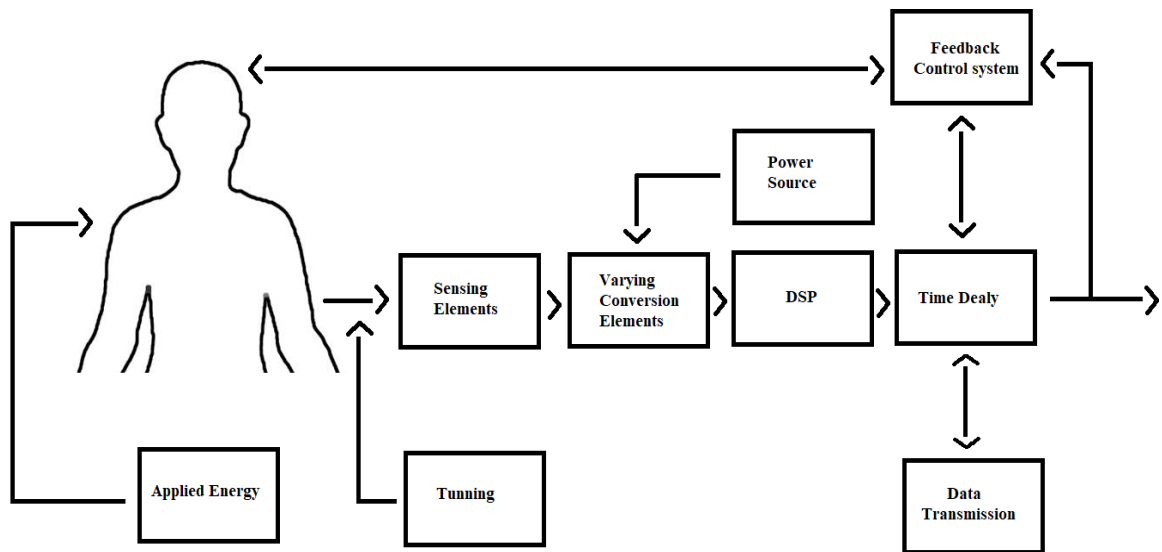 Feedback
Control system
Power
Source
Sensing
Elements
Varying
Conversion
Elements
DSP
Time Dealy
Applied Energy
Tunning
Data
Transmission